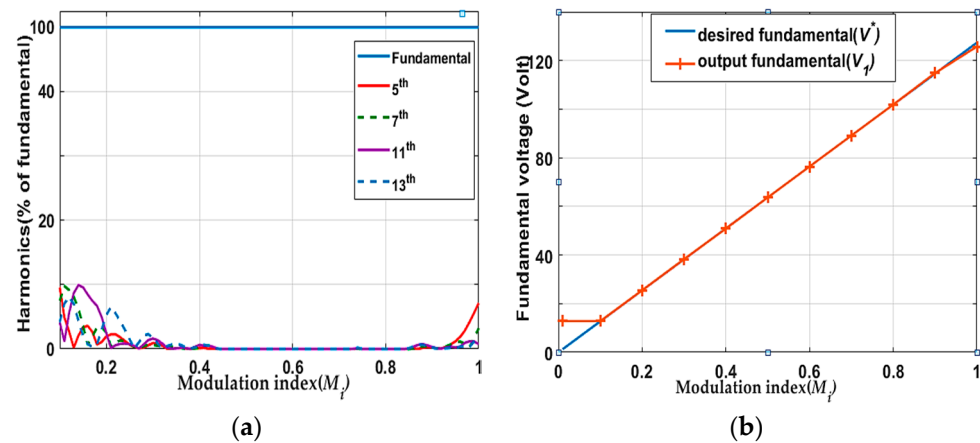 Harmonics(% of fundamental)
100
40
20
10
0
Fundamental
5th
7th
11th
13th
0.2
0.4
0.6
0.8
1
Modulation index(Mi)
(a)
Fundamental voltage (Volt)
120
80
40
0
desired fundamental(V*)
output fundamental(V1)
0
0.2
0.4
0.6
0.8
1
Modulation index(Mi)
(b)